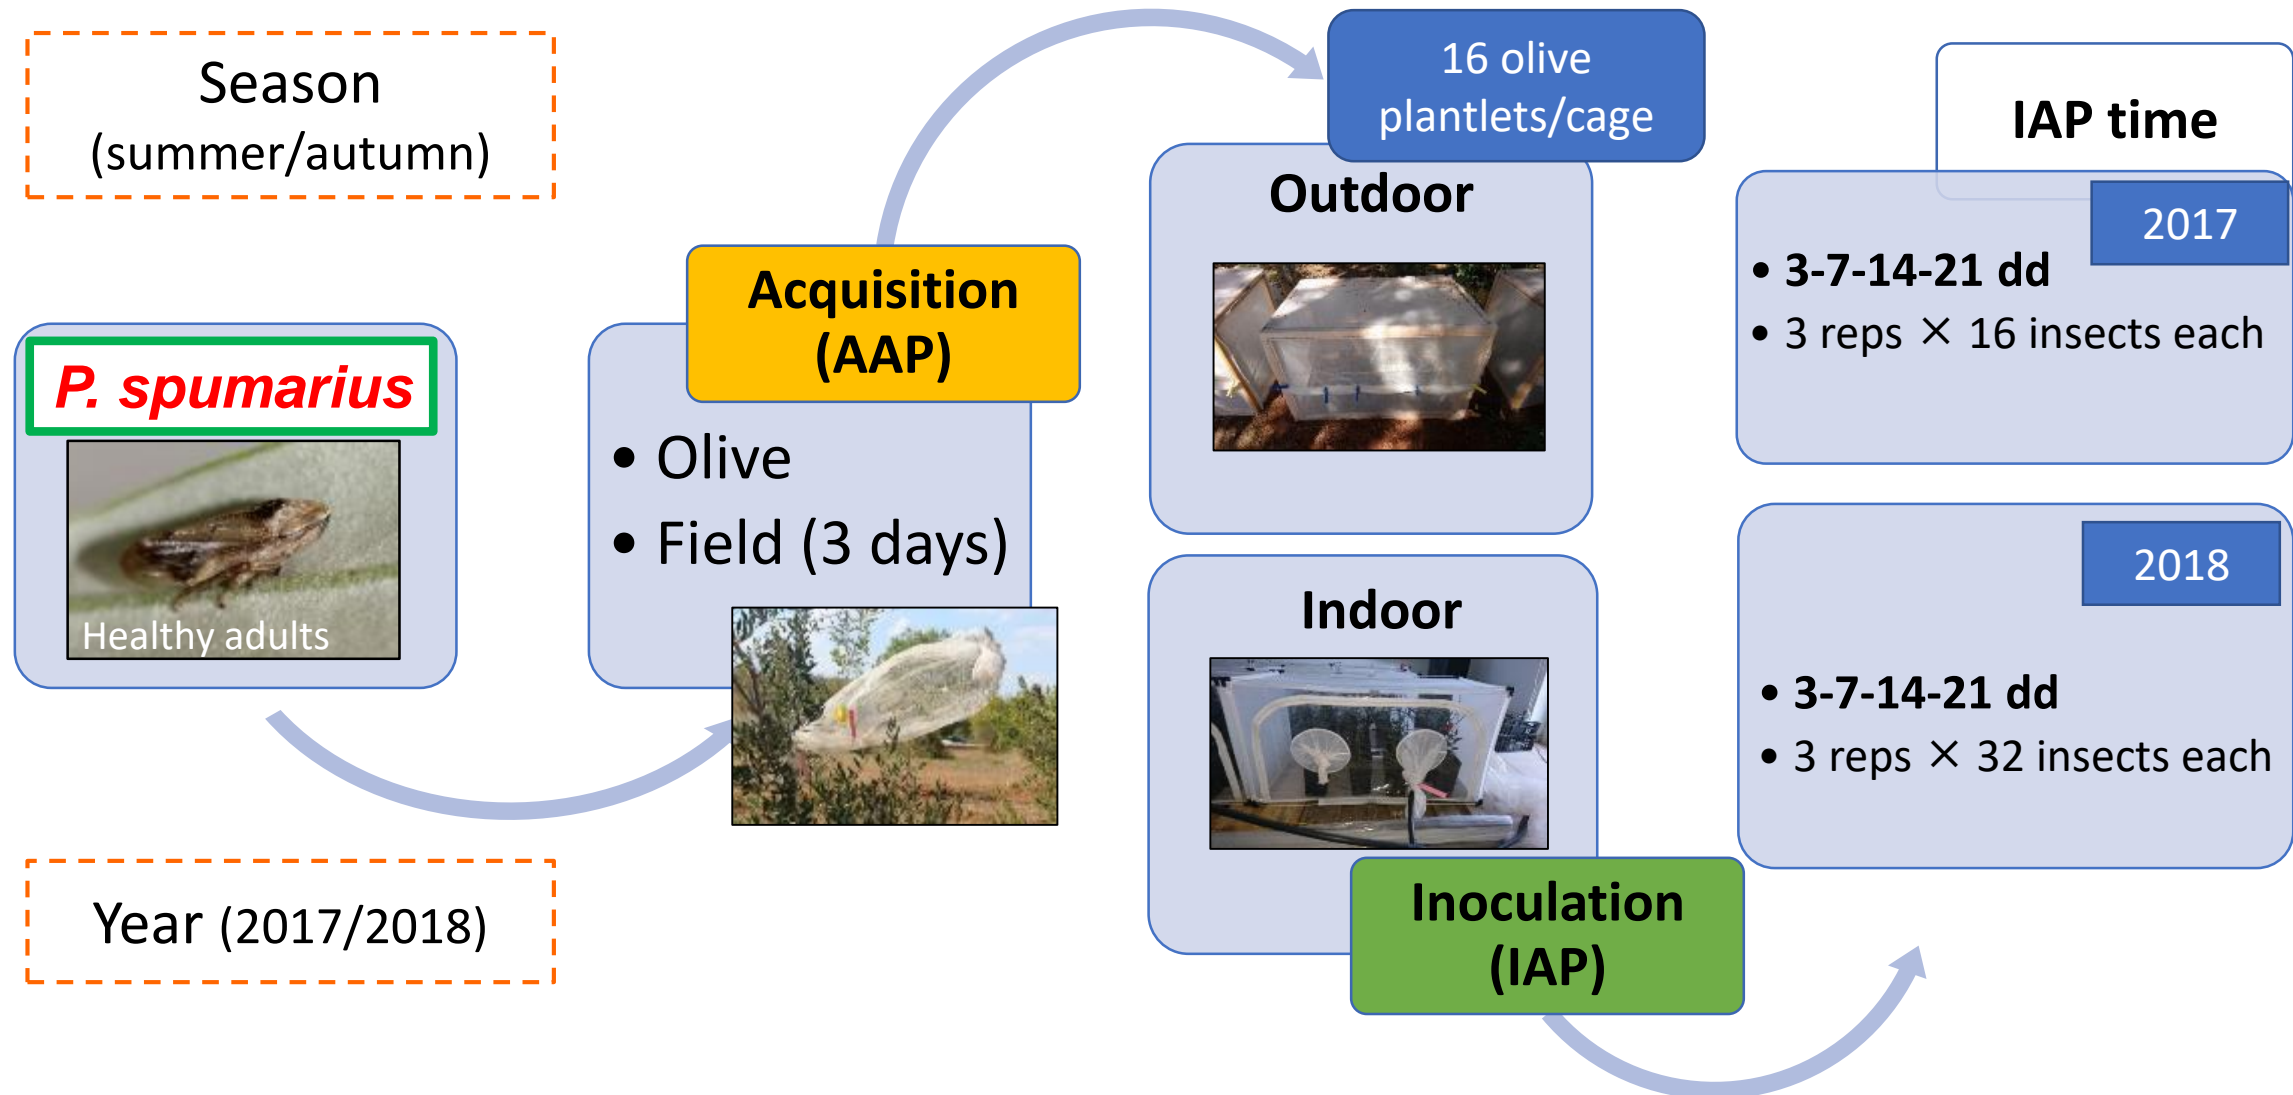 Season
(summer/autumn)
P. spumarius
Healthy adults
Year (2017/2018)
Acquisition
(AAP)
• Olive
• Field (3 days)
16 olive
plantlets/cage
Outdoor
Indoor
Inoculation
(IAP)
IAP time
2017
• 3-7-14-21 dd
• 3 reps × 16 insects each
2018
• 3-7-14-21 dd
• 3 reps × 32 insects each